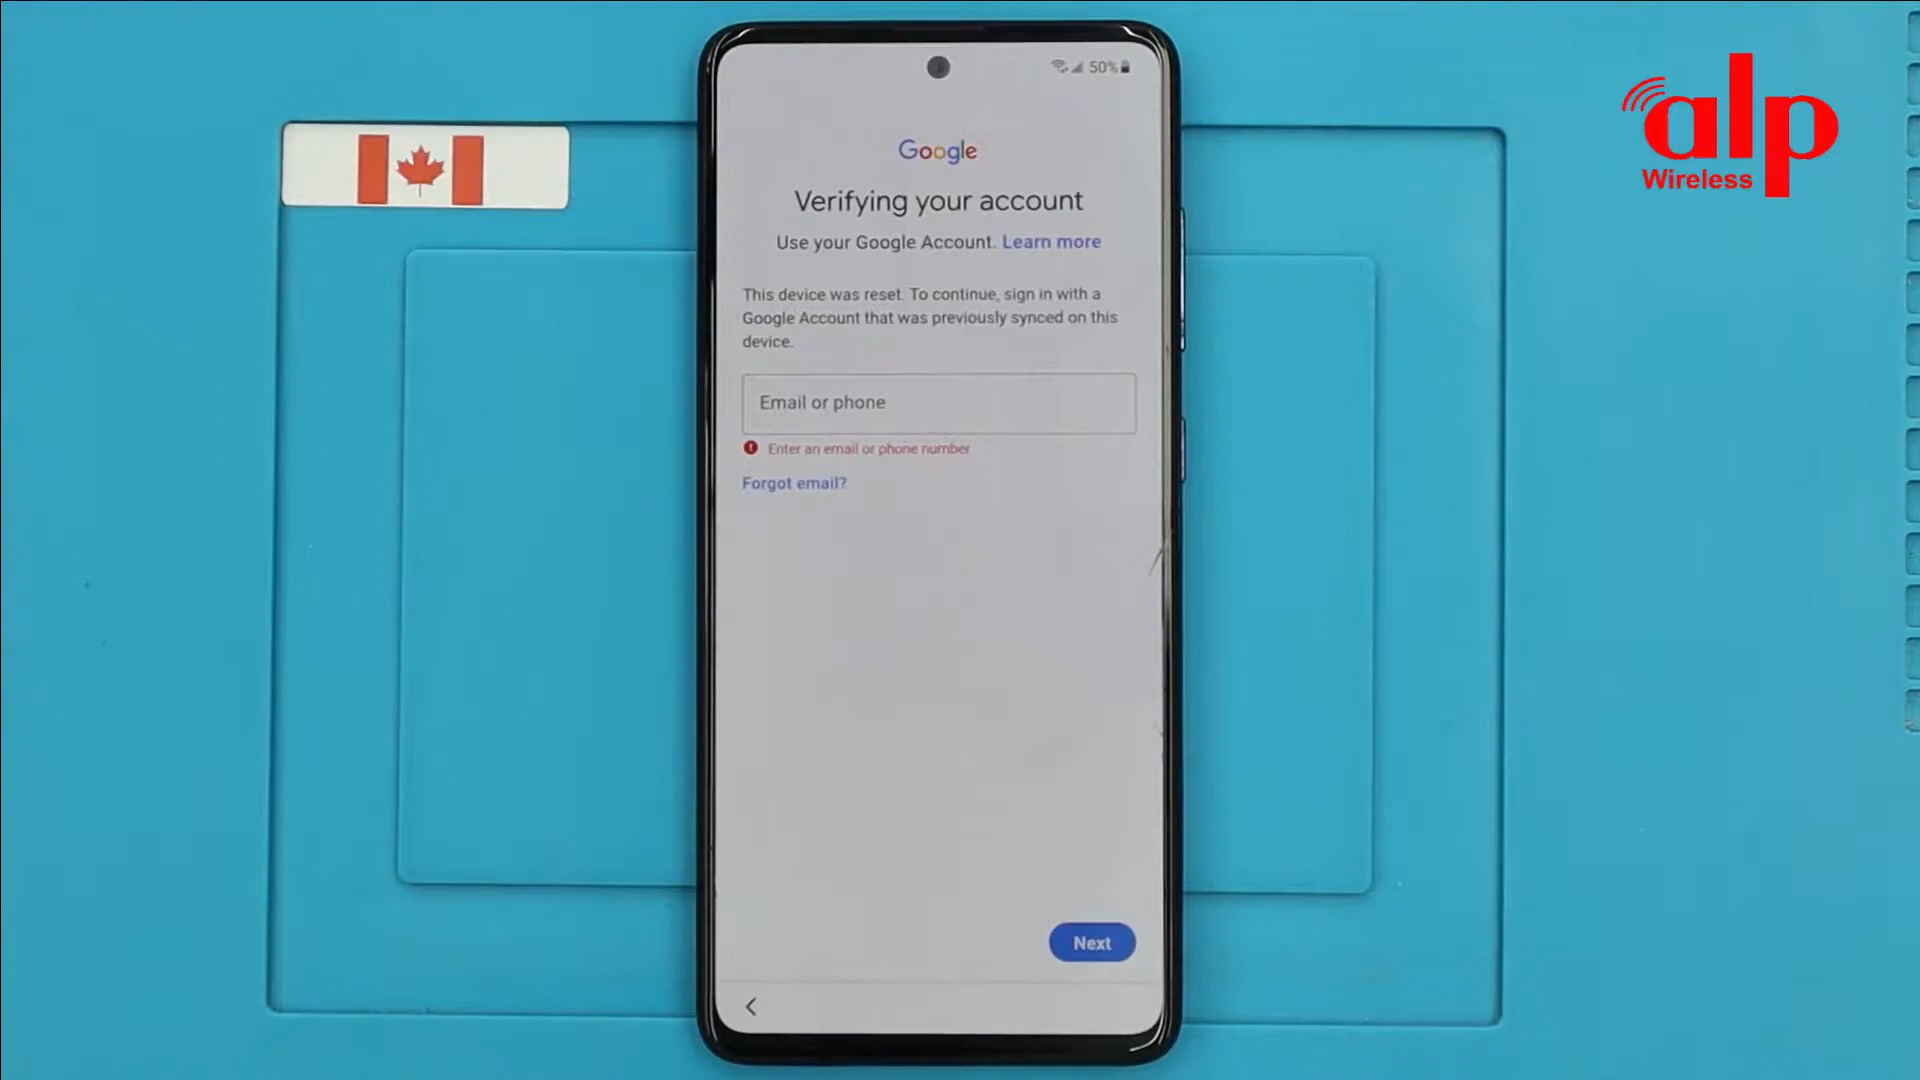 50%
alp
Wireless
Google
Verifying your account
Use your Google Account. Learn more
This device was reset. To continue, sign in with a
Google Account that was previously synced on this
device.
Email or phone
Enter an email or phone number
Forgot email?
Next